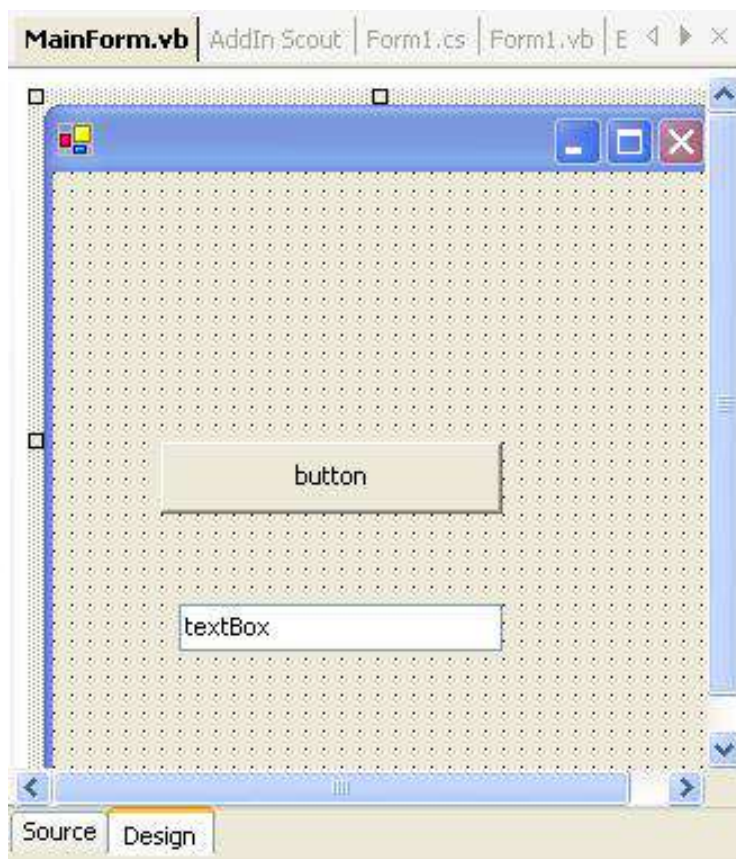 MainForm.vb AddIn Scout Form1.cs Form1.vb E
button
textBox
Source Design